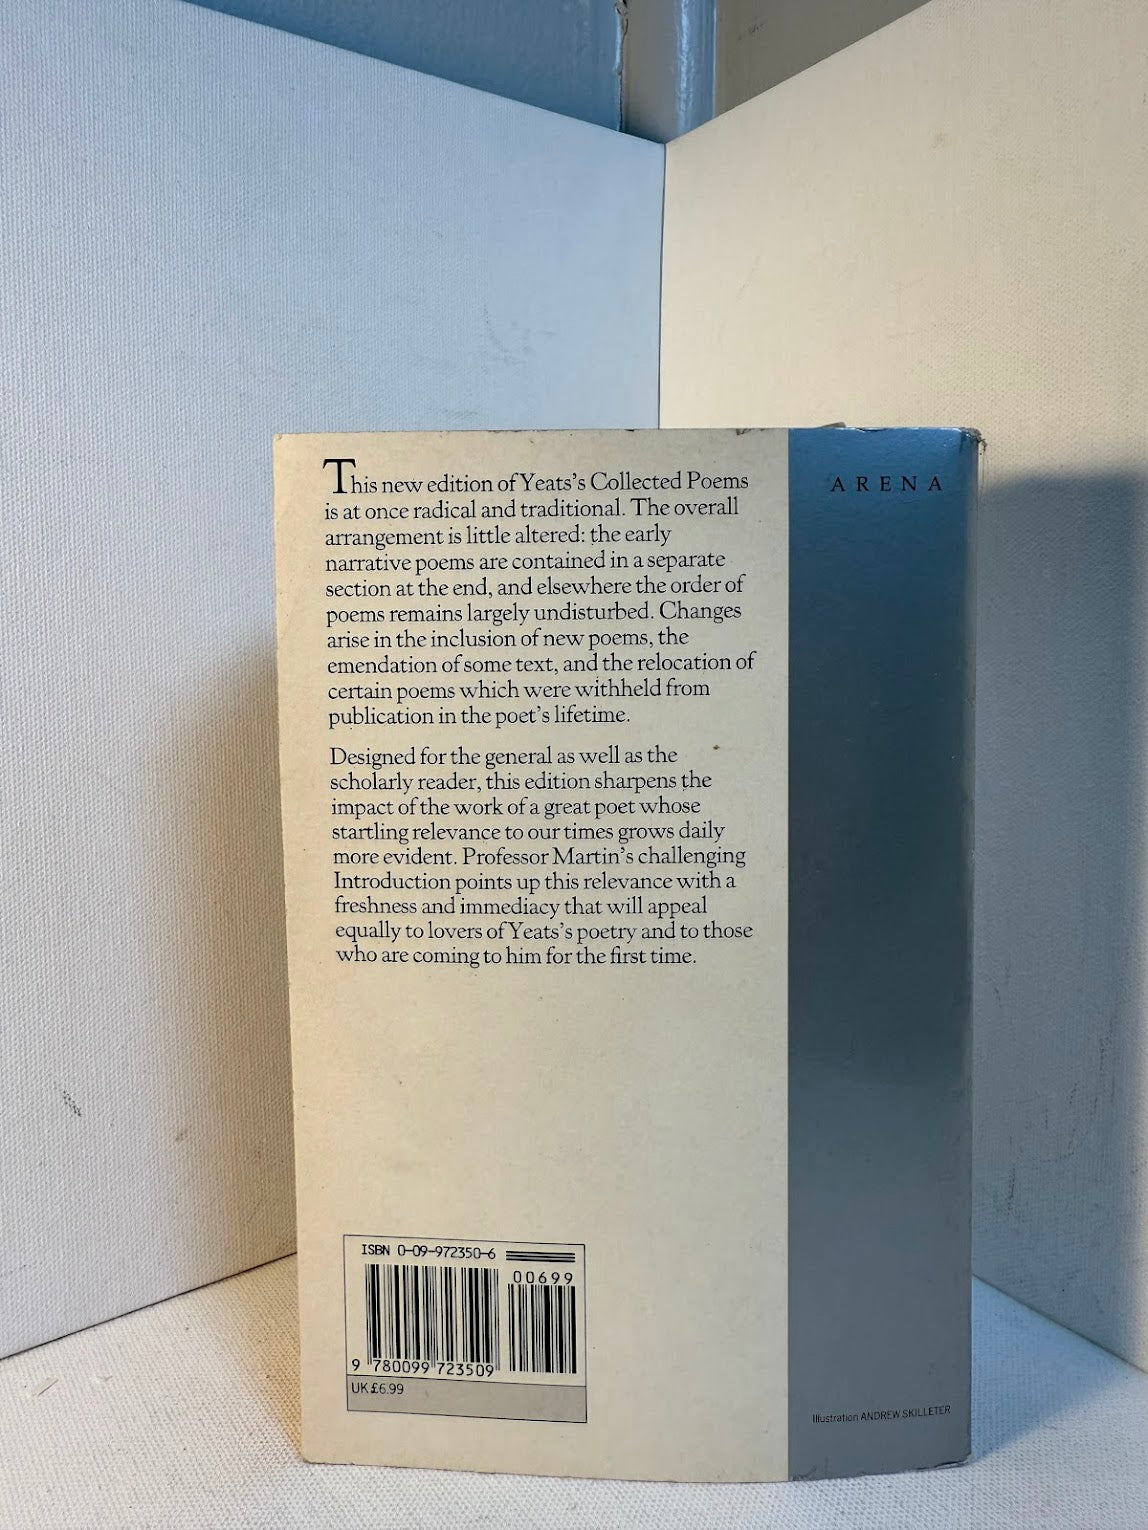 This new edition of Yeats's Collected Poems
is at once radical and traditional. The overall
arrangement is little altered: the early
narrative poems are contained in a separate
section at the end, and elsewhere the order of
poems remains largely undisturbed. Changes
arise in the inclusion of new poems, the
emendation of some text, and the relocation of
certain poems which were withheld from
publication in the poet's lifetime.
Designed for the general as well as the
scholarly reader, this edition sharpens the
impact of the work of a great poet whose
startling relevance to our times grows daily
more evident. Professor Martin's challenging
Introduction points up this relevance with a
freshness and immediacy that will appeal
equally to lovers of Yeats's poetry and to those
who are coming to him for the first time.
ARENA
ISBN 0-09-972350-6
00699
9 780099 723509
UK £6.99
Illustration ANDREW SKILLETER